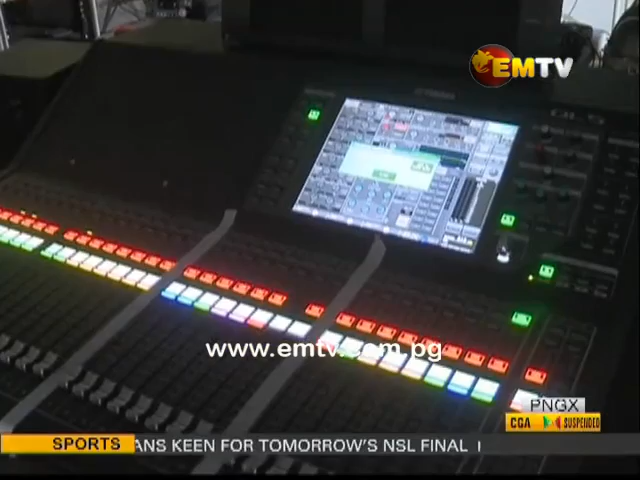 EMTV
www.emtv.com.pg
PNGX
CGA SUSPENDED
SPORTS ANS KEEN FOR TOMORROW'S NSL FINAL